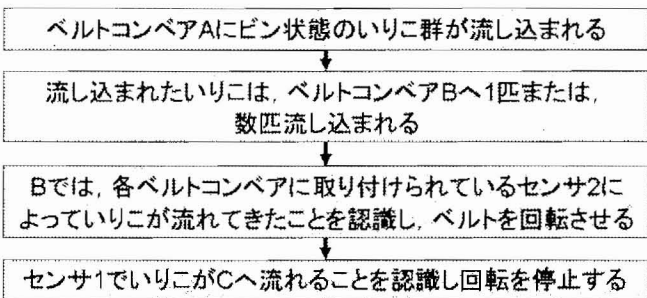 ベルトコンベアAにビン状態のいりこ群が流し込まれる
流し込まれたいりこは，ベルトコンベアBへ1匹または，
数匹流し込まれる
Bでは，各ベルトコンベアに取り付けられているセンサ2に
よっていりこが流れてきたことを認識し，ベルトを回転させる
センサ1でいりこがCへ流れることを認識し回転を停止する